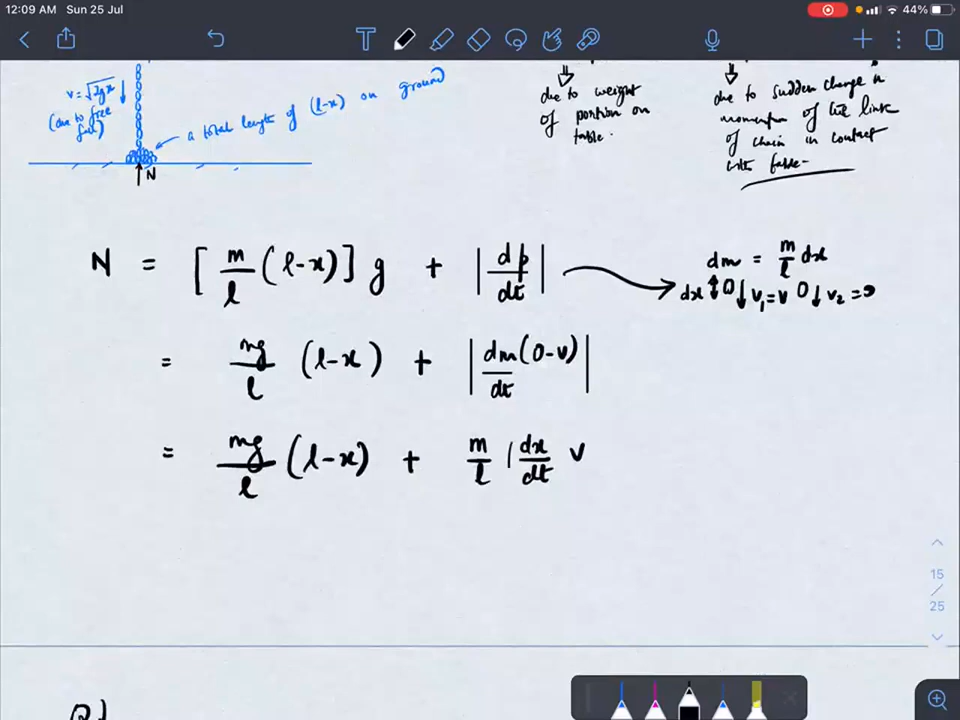 12:09 AM Sun 25 Jul
44%
T
v = √2gx
(due to free fall)
a total length of (l-x) on ground
N
due to weight
of portion on
table.
due to sudden change in
momentum of the links
of chain in contact
with table-
N = [m/l (l-x)] g + |dp/dt|
dm = m/l dx
dx v₁=v v₂=0
= mg/l (l-x) + |dm/dt (0-v)|
= mg/l (l-x) + m/l |dx/dt v
15
/
25
Q)